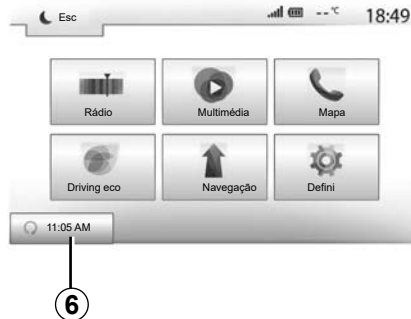 Esc
--°C
18:49
Rádio
Multimédia
Mapa
Driving eco
Navegação
Defini
11:05 AM
6